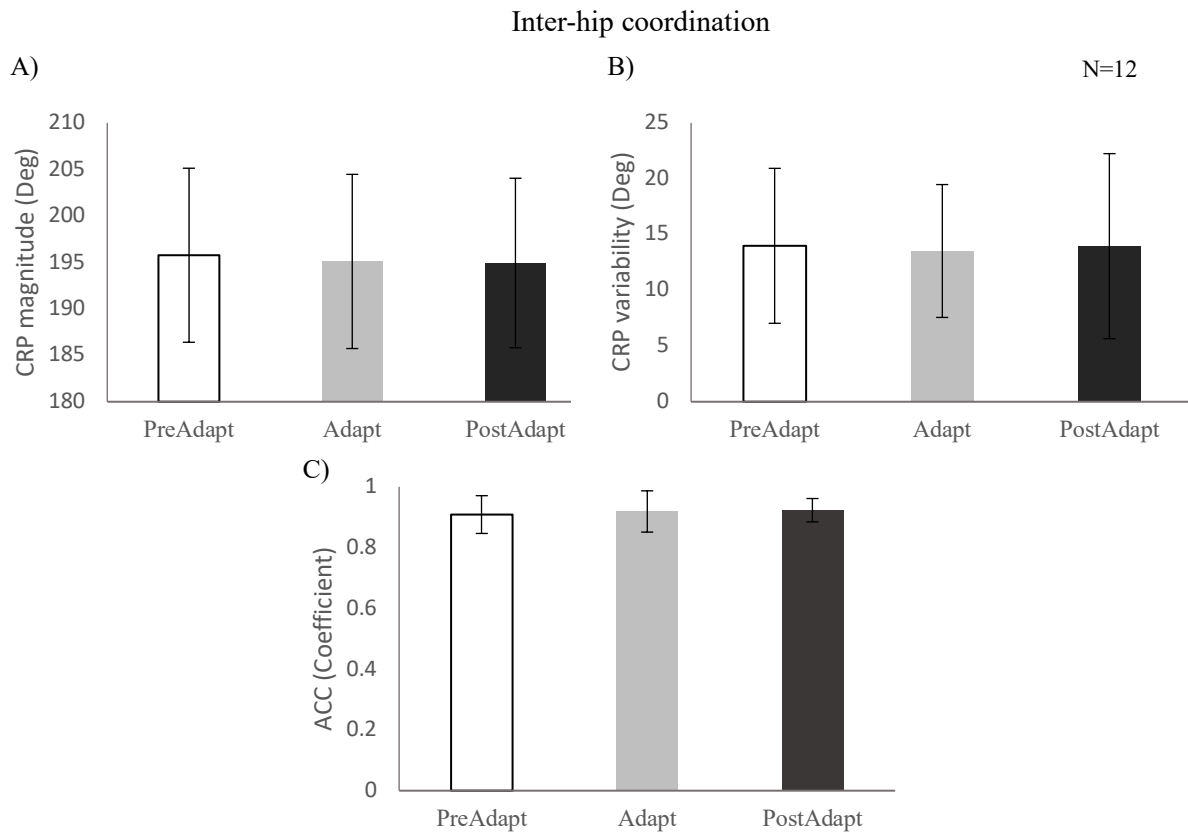 Inter-hip coordination
A)
CRP magnitude (Deg)
210
205
200
195
190
185
180
PreAdapt Adapt PostAdapt
B)
N=12
CRP variability (Deg)
25
20
15
10
5
0
PreAdapt Adapt PostAdapt
C)
ACC (Coefficient)
1
0.8
0.6
0.4
0.2
0
PreAdapt Adapt PostAdapt